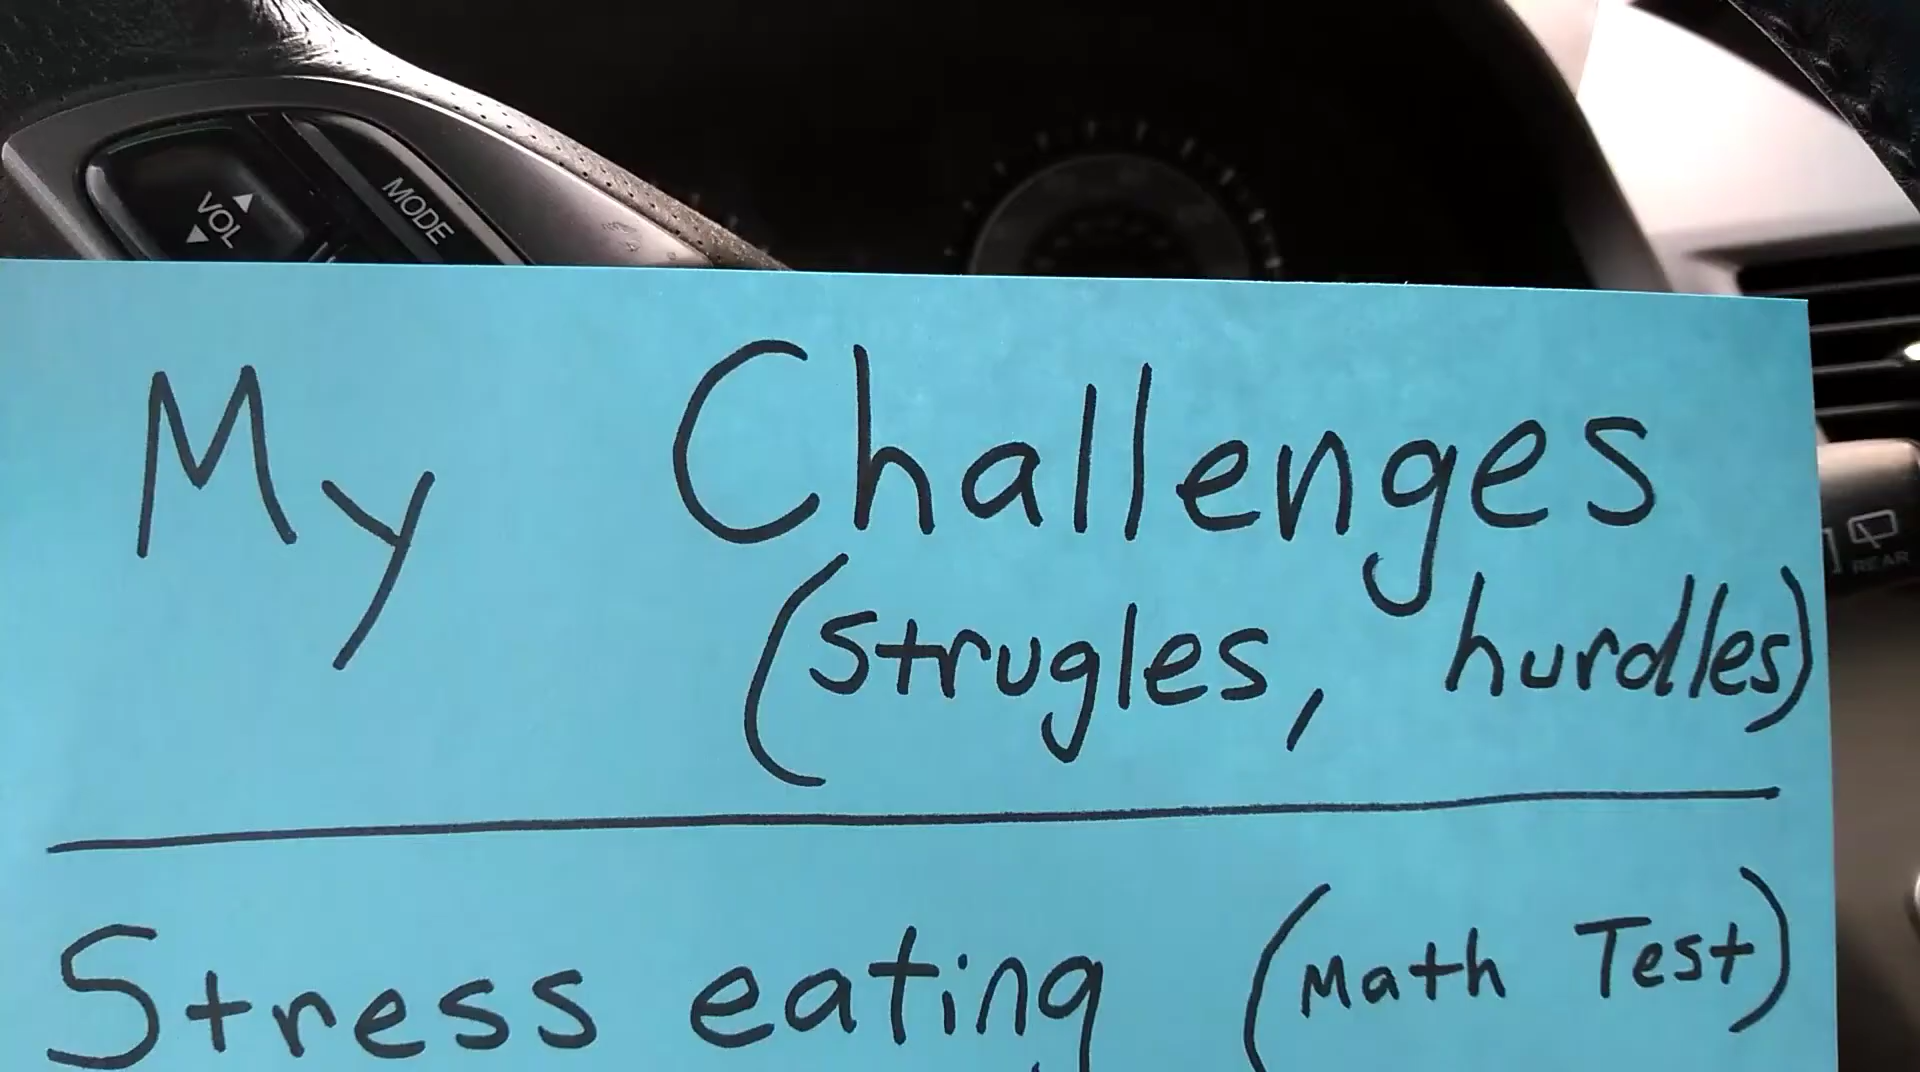 VOL
MODE
My Challenges
(strugles, hurdles)
REAR
Stress eating (Math Test)